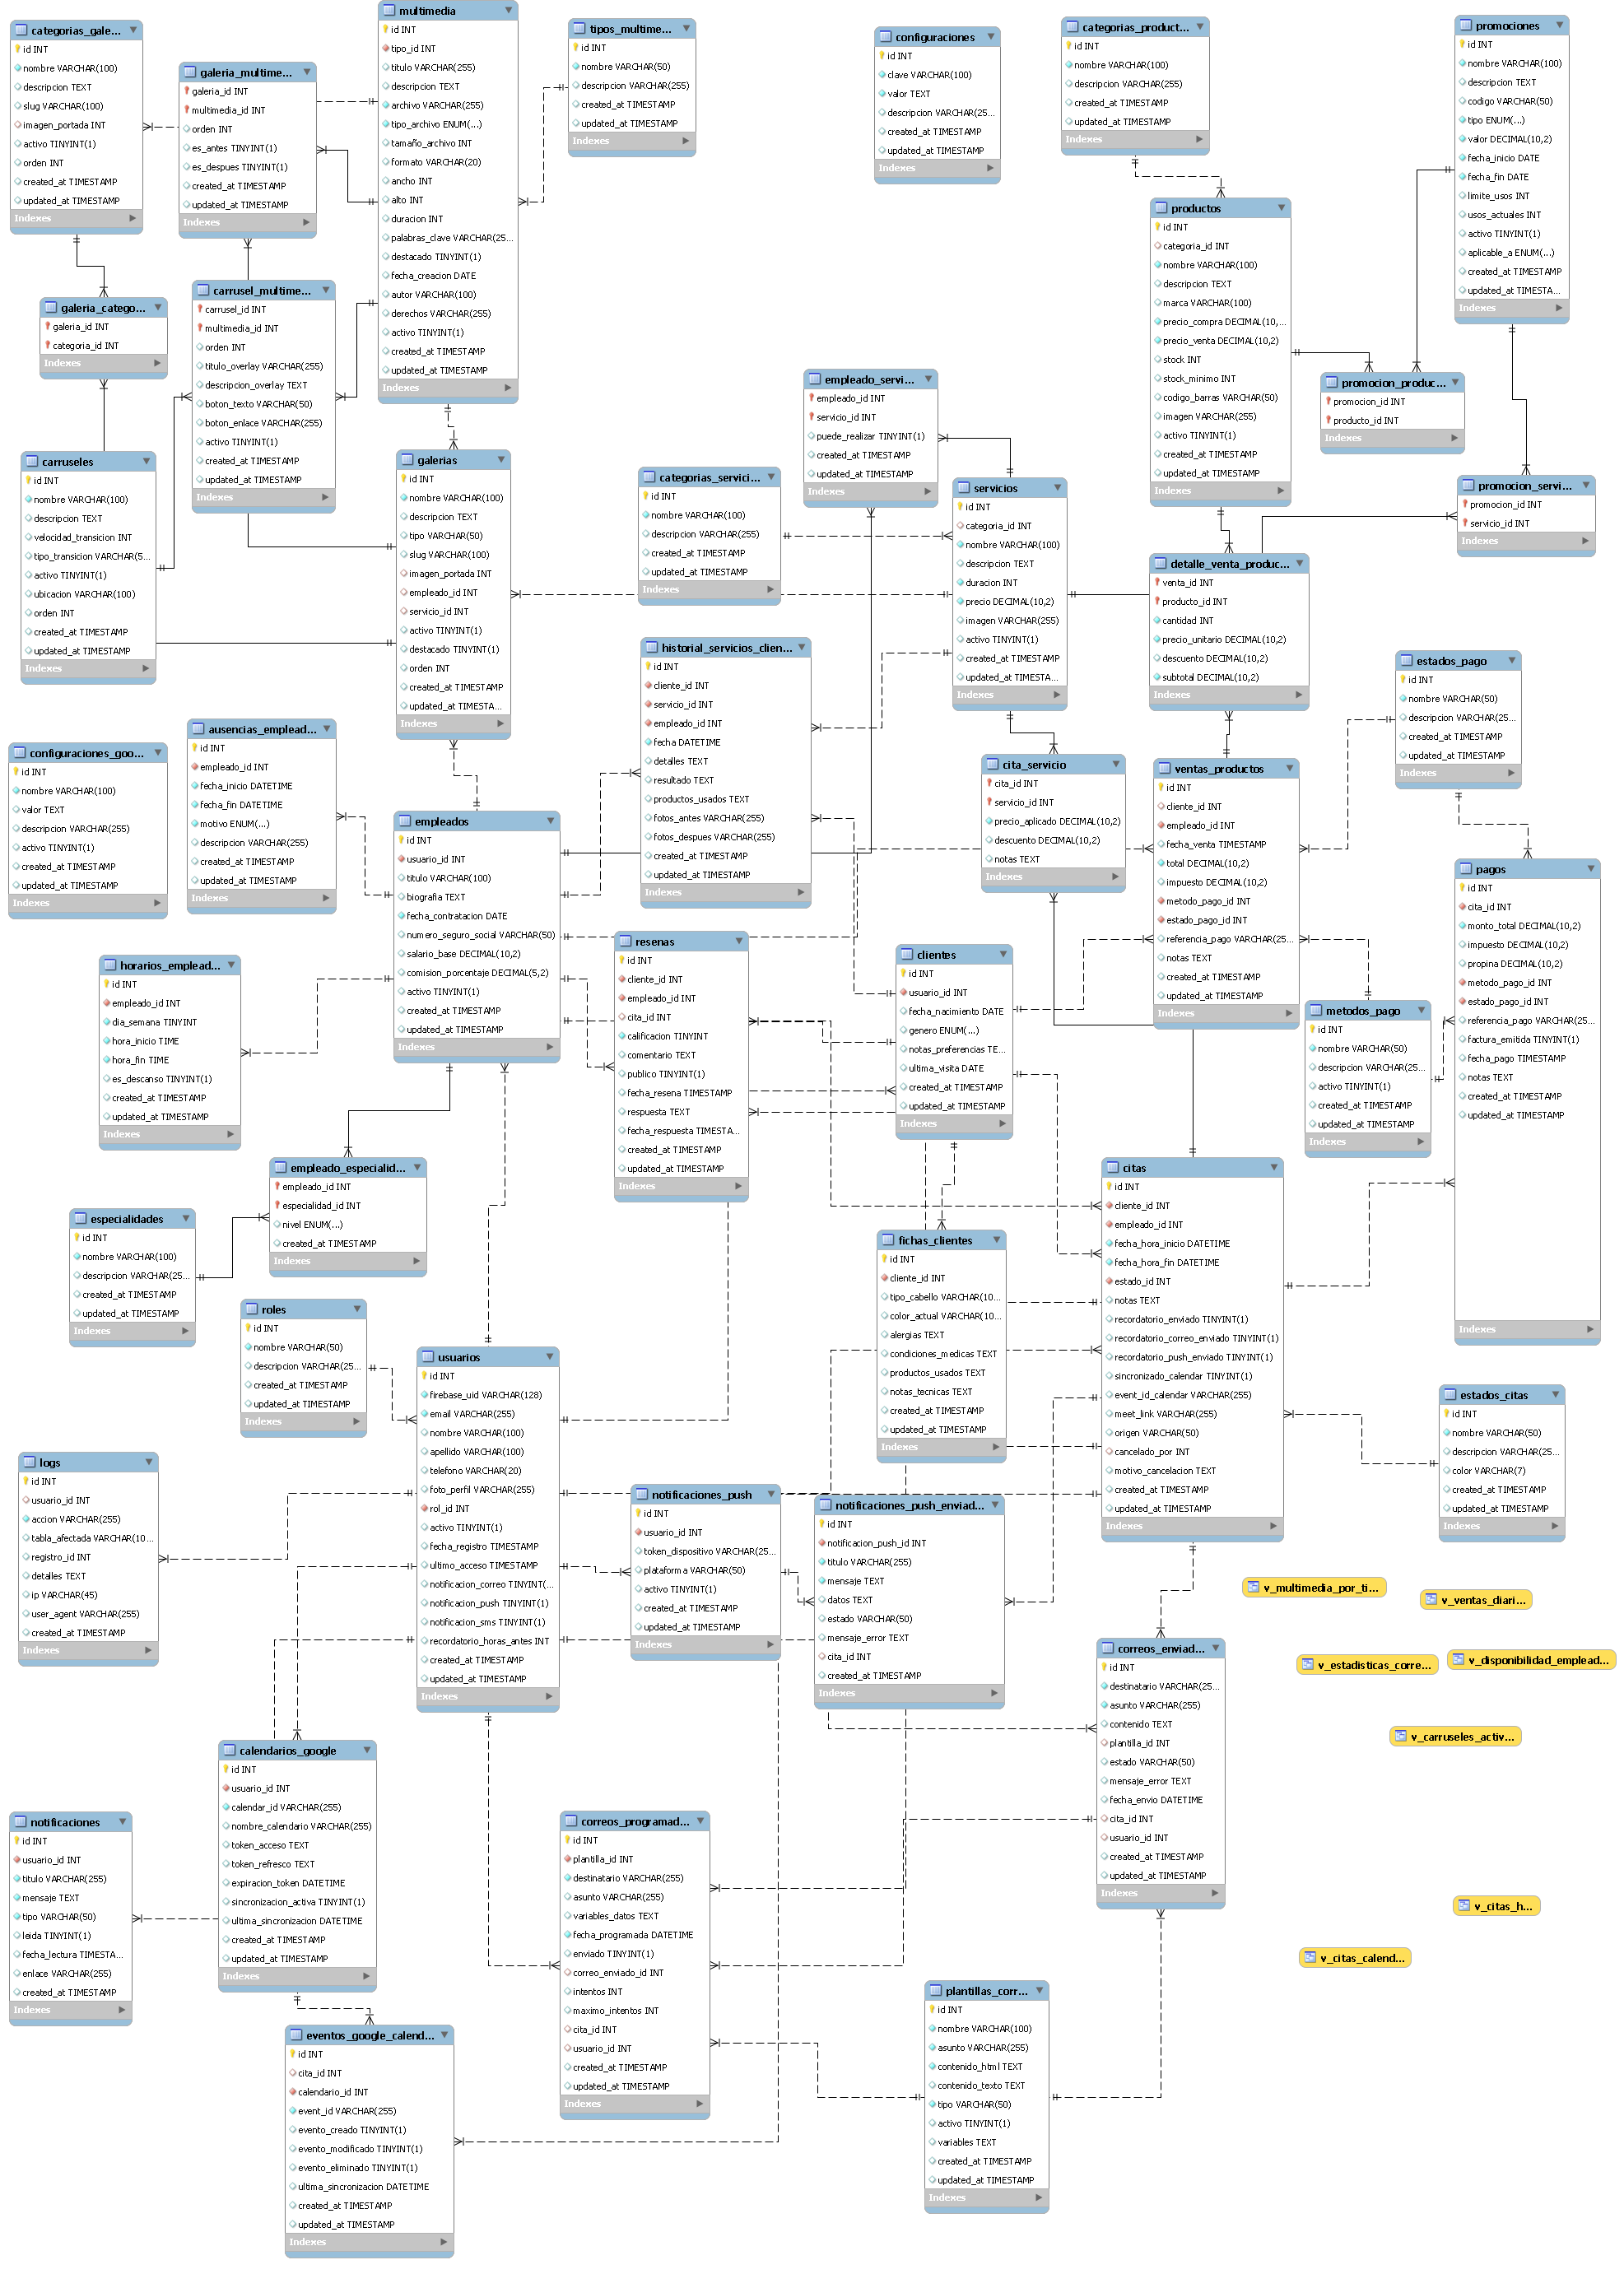 categorias_gale...
id INT
nombre VARCHAR(100)
descripcion TEXT
slug VARCHAR(100)
imagen_portada INT
activo TINYINT(1)
orden INT
created_at TIMESTAMP
updated_at TIMESTAMP
Indexes
galeria_multime...
galeria_id INT
multimedia_id INT
orden INT
es_antes TINYINT(1)
es_despues TINYINT(1)
created_at TIMESTAMP
updated_at TIMESTAMP
Indexes
multimedia
id INT
tipo_id INT
titulo VARCHAR(255)
descripcion TEXT
archivo VARCHAR(255)
tipo_archivo ENUM(...)
tamaño_archivo INT
formato VARCHAR(20)
ancho INT
alto INT
duracion INT
palabras_clave VARCHAR(25...
destacado TINYINT(1)
fecha_creacion DATE
autor VARCHAR(100)
derechos VARCHAR(255)
activo TINYINT(1)
created_at TIMESTAMP
updated_at TIMESTAMP
Indexes
tipos_multime...
id INT
nombre VARCHAR(50)
descripcion VARCHAR(255)
created_at TIMESTAMP
updated_at TIMESTAMP
Indexes
configuraciones
id INT
clave VARCHAR(100)
valor TEXT
descripcion VARCHAR(25...
created_at TIMESTAMP
updated_at TIMESTAMP
Indexes
categorias_product...
id INT
nombre VARCHAR(100)
descripcion VARCHAR(255)
created_at TIMESTAMP
updated_at TIMESTAMP
Indexes
promociones
id INT
nombre VARCHAR(100)
descripcion TEXT
codigo VARCHAR(50)
tipo ENUM(...)
valor DECIMAL(10,2)
fecha_inicio DATE
fecha_fin DATE
limite_usos INT
usos_actuales INT
activo TINYINT(1)
aplicable_a ENUM(...)
created_at TIMESTAMP
updated_at TIMESTA...
Indexes
productos
id INT
categoria_id INT
nombre VARCHAR(100)
descripcion TEXT
marca VARCHAR(100)
precio_compra DECIMAL(10,...
precio_venta DECIMAL(10,2)
stock INT
stock_minimo INT
codigo_barras VARCHAR(50)
imagen VARCHAR(255)
activo TINYINT(1)
created_at TIMESTAMP
updated_at TIMESTAMP
Indexes
galeria_catego...
galeria_id INT
categoria_id INT
Indexes
carrusel_multime...
carrusel_id INT
multimedia_id INT
orden INT
titulo_overlay VARCHAR(255)
descripcion_overlay TEXT
boton_texto VARCHAR(50)
boton_enlace VARCHAR(255)
activo TINYINT(1)
created_at TIMESTAMP
updated_at TIMESTAMP
Indexes
promocion_produc...
promocion_id INT
producto_id INT
Indexes
empleado_servi...
empleado_id INT
servicio_id INT
puede_realizar TINYINT(1)
created_at TIMESTAMP
updated_at TIMESTAMP
Indexes
carruseles
id INT
nombre VARCHAR(100)
descripcion TEXT
velocidad_transicion INT
tipo_transicion VARCHAR(5...
activo TINYINT(1)
ubicacion VARCHAR(100)
orden INT
created_at TIMESTAMP
updated_at TIMESTAMP
Indexes
galerias
id INT
nombre VARCHAR(100)
descripcion TEXT
tipo VARCHAR(50)
slug VARCHAR(100)
imagen_portada INT
empleado_id INT
servicio_id INT
activo TINYINT(1)
destacado TINYINT(1)
orden INT
created_at TIMESTAMP
updated_at TIMESTA...
Indexes
categorias_servici...
id INT
nombre VARCHAR(100)
descripcion VARCHAR(255)
created_at TIMESTAMP
updated_at TIMESTAMP
Indexes
servicios
id INT
categoria_id INT
nombre VARCHAR(100)
descripcion TEXT
duracion INT
precio DECIMAL(10,2)
imagen VARCHAR(255)
activo TINYINT(1)
created_at TIMESTAMP
updated_at TIMESTA...
Indexes
promocion_servi...
promocion_id INT
servicio_id INT
Indexes
detalle_venta_produc...
venta_id INT
producto_id INT
cantidad INT
precio_unitario DECIMAL(10,2)
descuento DECIMAL(10,2)
subtotal DECIMAL(10,2)
Indexes
historial_servicios_clien...
id INT
cliente_id INT
servicio_id INT
empleado_id INT
fecha DATETIME
detalles TEXT
resultado TEXT
productos_usados TEXT
fotos_antes VARCHAR(255)
fotos_despues VARCHAR(255)
created_at TIMESTAMP
updated_at TIMESTAMP
Indexes
estados_pago
id INT
nombre VARCHAR(50)
descripcion VARCHAR(25...
created_at TIMESTAMP
updated_at TIMESTAMP
Indexes
ausencias_emplead...
id INT
empleado_id INT
fecha_inicio DATETIME
fecha_fin DATETIME
motivo ENUM(...)
descripcion VARCHAR(255)
created_at TIMESTAMP
updated_at TIMESTAMP
Indexes
configuraciones_goo...
id INT
nombre VARCHAR(100)
valor TEXT
descripcion VARCHAR(255)
activo TINYINT(1)
created_at TIMESTAMP
updated_at TIMESTAMP
Indexes
cita_servicio
cita_id INT
servicio_id INT
precio_aplicado DECIMAL(10,2)
descuento DECIMAL(10,2)
notas TEXT
Indexes
ventas_productos
id INT
cliente_id INT
empleado_id INT
fecha_venta TIMESTAMP
total DECIMAL(10,2)
impuesto DECIMAL(10,2)
metodo_pago_id INT
estado_pago_id INT
referencia_pago VARCHAR(25...
notas TEXT
created_at TIMESTAMP
updated_at TIMESTAMP
Indexes
empleados
id INT
usuario_id INT
titulo VARCHAR(100)
biografia TEXT
fecha_contratacion DATE
numero_seguro_social VARCHAR(50)
salario_base DECIMAL(10,2)
comision_porcentaje DECIMAL(5,2)
activo TINYINT(1)
created_at TIMESTAMP
updated_at TIMESTAMP
Indexes
pagos
id INT
cita_id INT
monto_total DECIMAL(10,2)
impuesto DECIMAL(10,2)
propina DECIMAL(10,2)
metodo_pago_id INT
estado_pago_id INT
referencia_pago VARCHAR(25...
factura_emitida TINYINT(1)
fecha_pago TIMESTAMP
notas TEXT
created_at TIMESTAMP
updated_at TIMESTAMP
Indexes
resenas
id INT
cliente_id INT
empleado_id INT
cita_id INT
calificacion TINYINT
comentario TEXT
publico TINYINT(1)
fecha_resena TIMESTAMP
respuesta TEXT
fecha_respuesta TIMESTA...
created_at TIMESTAMP
updated_at TIMESTAMP
Indexes
clientes
id INT
usuario_id INT
fecha_nacimiento DATE
genero ENUM(...)
notas_preferencias TE...
ultima_visita DATE
created_at TIMESTAMP
updated_at TIMESTAMP
Indexes
horarios_emplead...
id INT
empleado_id INT
dia_semana TINYINT
hora_inicio TIME
hora_fin TIME
es_descanso TINYINT(1)
created_at TIMESTAMP
updated_at TIMESTAMP
Indexes
metodos_pago
id INT
nombre VARCHAR(50)
descripcion VARCHAR(25...
activo TINYINT(1)
created_at TIMESTAMP
updated_at TIMESTAMP
Indexes
empleado_especialid...
empleado_id INT
especialidad_id INT
nivel ENUM(...)
created_at TIMESTAMP
Indexes
citas
id INT
cliente_id INT
empleado_id INT
fecha_hora_inicio DATETIME
fecha_hora_fin DATETIME
estado_id INT
notas TEXT
recordatorio_enviado TINYINT(1)
recordatorio_correo_enviado TINYINT(1)
recordatorio_push_enviado TINYINT(1)
sincronizado_calendar TINYINT(1)
event_id_calendar VARCHAR(255)
meet_link VARCHAR(255)
origen VARCHAR(50)
cancelado_por INT
motivo_cancelacion TEXT
created_at TIMESTAMP
updated_at TIMESTAMP
Indexes
especialidades
id INT
nombre VARCHAR(100)
descripcion VARCHAR(25...
created_at TIMESTAMP
updated_at TIMESTAMP
Indexes
fichas_clientes
id INT
cliente_id INT
tipo_cabello VARCHAR(10...
color_actual VARCHAR(10...
alergias TEXT
condiciones_medicas TEXT
productos_usados TEXT
notas_tecnicas TEXT
created_at TIMESTAMP
updated_at TIMESTAMP
Indexes
roles
id INT
nombre VARCHAR(50)
descripcion VARCHAR(25...
created_at TIMESTAMP
updated_at TIMESTAMP
Indexes
usuarios
id INT
firebase_uid VARCHAR(128)
email VARCHAR(255)
nombre VARCHAR(100)
apellido VARCHAR(100)
telefono VARCHAR(20)
foto_perfil VARCHAR(255)
rol_id INT
activo TINYINT(1)
fecha_registro TIMESTAMP
ultimo_acceso TIMESTAMP
notificacion_correo TINYINT(...
notificacion_push TINYINT(1)
notificacion_sms TINYINT(1)
recordatorio_horas_antes INT
created_at TIMESTAMP
updated_at TIMESTAMP
Indexes
estados_citas
id INT
nombre VARCHAR(50)
descripcion VARCHAR(25...
color VARCHAR(7)
created_at TIMESTAMP
updated_at TIMESTAMP
Indexes
logs
id INT
usuario_id INT
accion VARCHAR(255)
tabla_afectada VARCHAR(10...
registro_id INT
detalles TEXT
ip VARCHAR(45)
user_agent VARCHAR(255)
created_at TIMESTAMP
Indexes
notificaciones_push
id INT
usuario_id INT
token_dispositivo VARCHAR(25...
plataforma VARCHAR(50)
activo TINYINT(1)
created_at TIMESTAMP
updated_at TIMESTAMP
Indexes
notificaciones_push_enviad...
id INT
notificacion_push_id INT
titulo VARCHAR(255)
mensaje TEXT
datos TEXT
estado VARCHAR(50)
mensaje_error TEXT
cita_id INT
created_at TIMESTAMP
Indexes
v_multimedia_por_ti...
v_ventas_diari...
v_estadisticas_corre...
v_disponibilidad_emplead...
v_carruseles_activ...
v_citas_h...
v_citas_calend...
correos_enviad...
id INT
destinatario VARCHAR(25...
asunto VARCHAR(255)
contenido TEXT
plantilla_id INT
estado VARCHAR(50)
mensaje_error TEXT
fecha_envio DATETIME
cita_id INT
usuario_id INT
created_at TIMESTAMP
updated_at TIMESTAMP
Indexes
calendarios_google
id INT
usuario_id INT
calendar_id VARCHAR(255)
nombre_calendario VARCHAR(255)
token_acceso TEXT
token_refresco TEXT
expiracion_token DATETIME
sincronizacion_activa TINYINT(1)
ultima_sincronizacion DATETIME
created_at TIMESTAMP
updated_at TIMESTAMP
Indexes
notificaciones
id INT
usuario_id INT
titulo VARCHAR(255)
mensaje TEXT
tipo VARCHAR(50)
leida TINYINT(1)
fecha_lectura TIMESTA...
enlace VARCHAR(255)
created_at TIMESTAMP
Indexes
correos_programad...
id INT
plantilla_id INT
destinatario VARCHAR(255)
asunto VARCHAR(255)
variables_datos TEXT
fecha_programada DATETIME
enviado TINYINT(1)
correo_enviado_id INT
intentos INT
maximo_intentos INT
cita_id INT
usuario_id INT
created_at TIMESTAMP
updated_at TIMESTAMP
Indexes
plantillas_corr...
id INT
nombre VARCHAR(100)
asunto VARCHAR(255)
contenido_html TEXT
contenido_texto TEXT
tipo VARCHAR(50)
activo TINYINT(1)
variables TEXT
created_at TIMESTAMP
updated_at TIMESTAMP
Indexes
eventos_google_calend...
id INT
cita_id INT
calendario_id INT
event_id VARCHAR(255)
evento_creado TINYINT(1)
evento_modificado TINYINT(1)
evento_eliminado TINYINT(1)
ultima_sincronizacion DATETIME
created_at TIMESTAMP
updated_at TIMESTAMP
Indexes